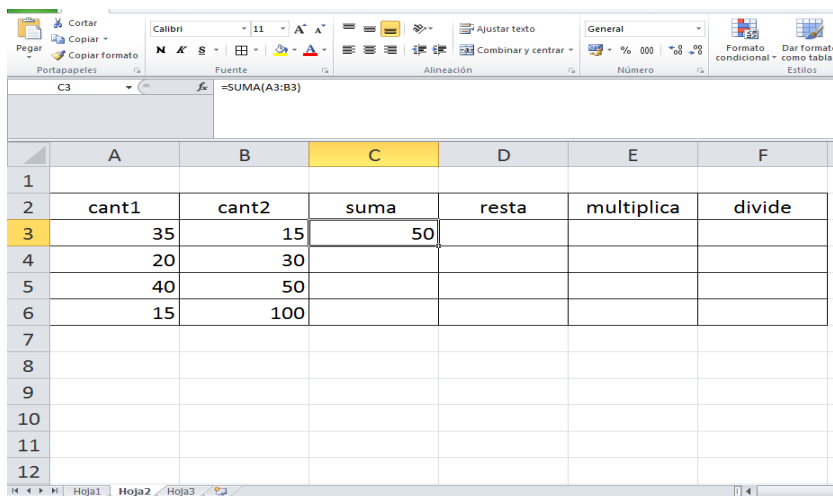 Cortar
Copiar
Copiar formato
Pegar
Portapapeles
Calibri 11 A A
N K S A
Fuente
Ajustar texto
Combinar y centrar
Alineación
General
% 000
Número
Formato condicional
Dar formato como tabla
Estilos
C3 fx =SUMA(A3:B3)
A B C D E F
1
2 cant1 cant2 suma resta multiplica divide
3 35 15 50
4 20 30
5 40 50
6 15 100
7
8
9
10
11
12
Hoja1 Hoja2 Hoja3